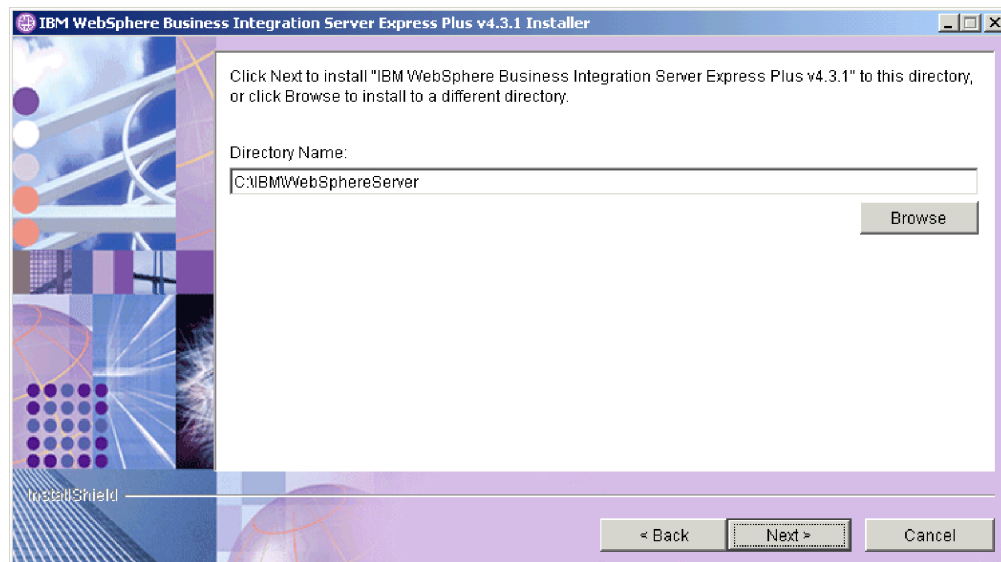 IBM WebSphere Business Integration Server Express Plus v4.3.1 Installer
Click Next to install "IBM WebSphere Business Integration Server Express Plus v4.3.1" to this directory,
or click Browse to install to a different directory.
Directory Name:
C:\IBM\WebSphereServer
Browse
InstallShield
< Back
Next >
Cancel